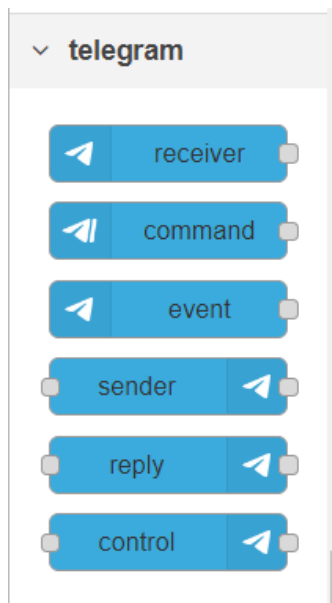 telegram
receiver
command
event
sender
reply
control